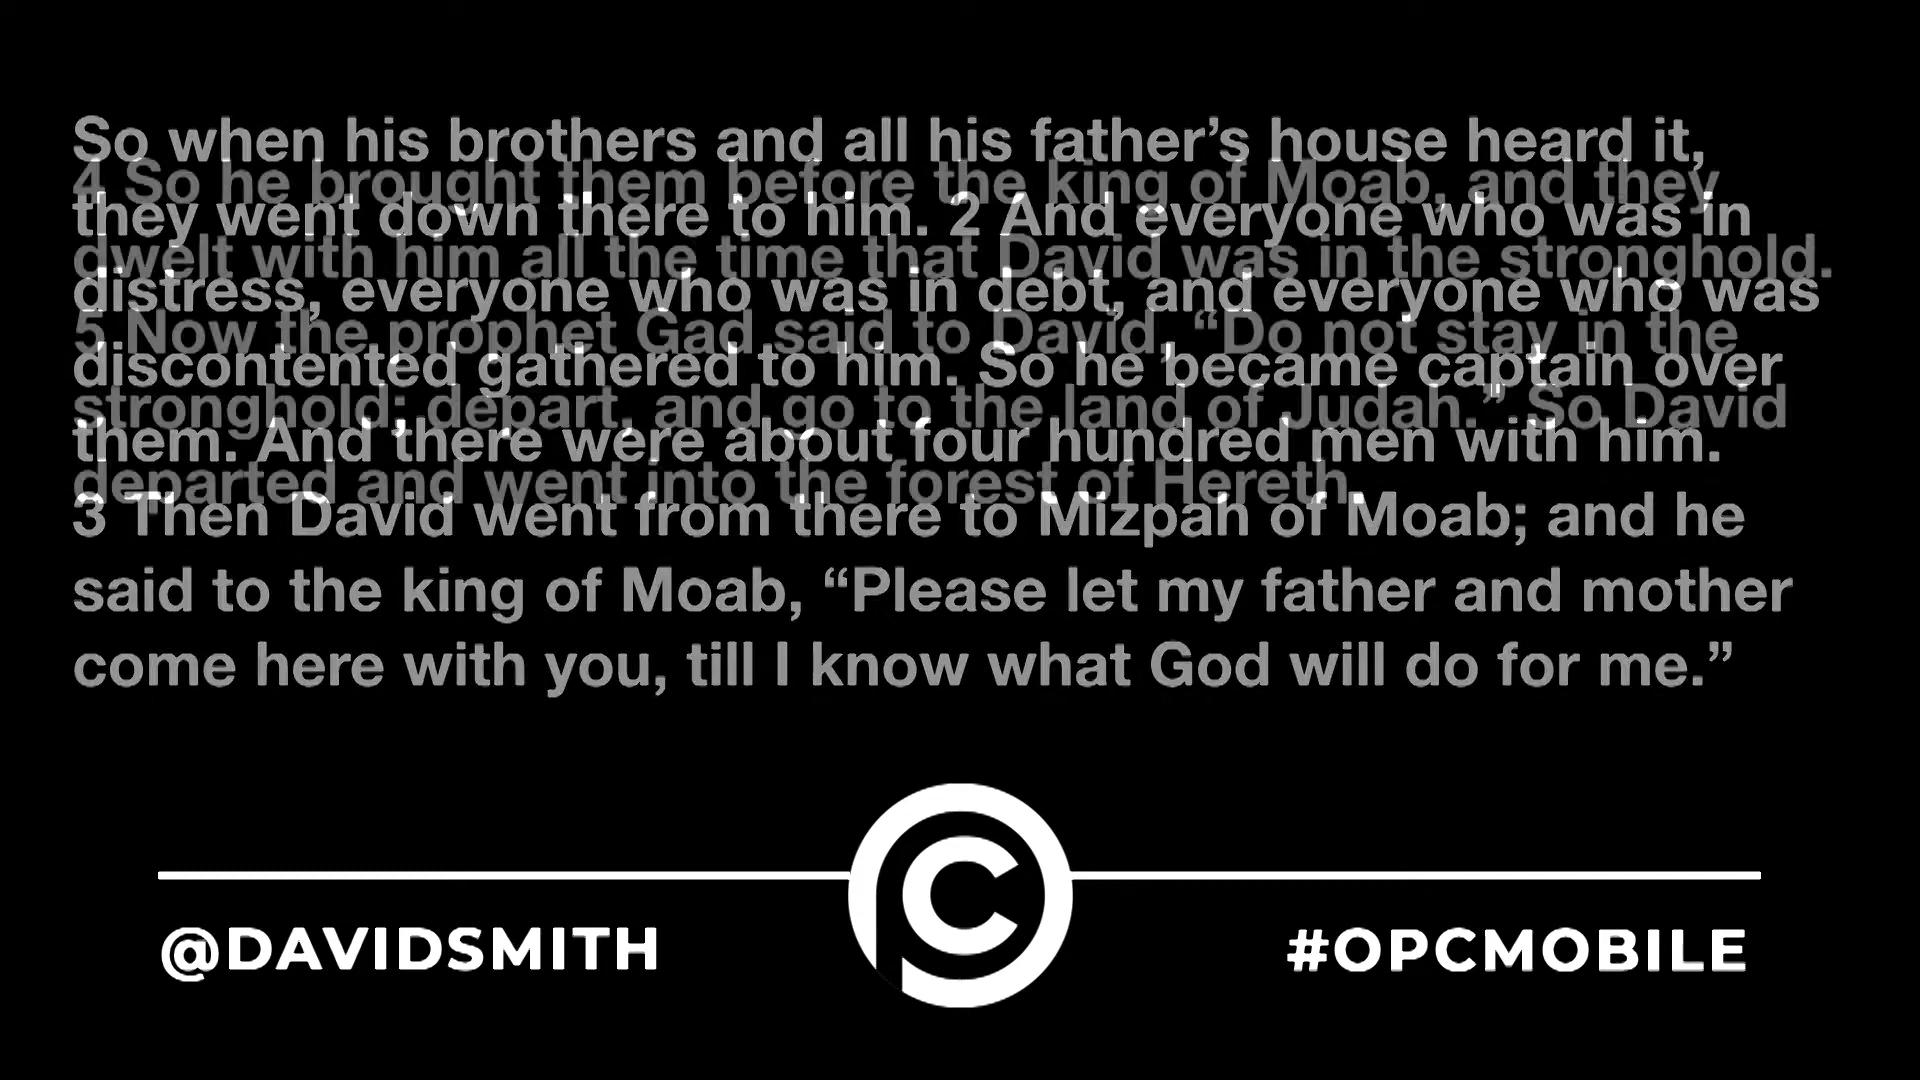 So when his brothers and all his father’s house heard it,
they went down there to him. 2 And everyone who was in
distress, everyone who was in debt, and everyone who was
discontented gathered to him. So he became captain over
them. And there were about four hundred men with him.
3 Then David went from there to Mizpah of Moab; and he
said to the king of Moab, “Please let my father and mother
come here with you, till I know what God will do for me.”
4 So he brought them before the king of Moab, and they
dwelt with him all the time that David was in the stronghold.
5 Now the prophet Gad said to David, “Do not stay in the
stronghold; depart, and go to the land of Judah.” So David
departed and went into the forest of Hereth.
@DAVIDSMITH
#OPCMOBILE